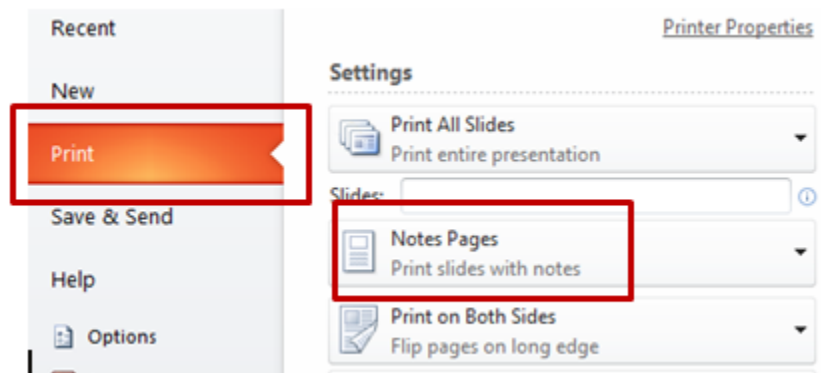 Recent
New
Print
Save & Send
Help
Options
Printer Properties
Settings
Print All Slides
Print entire presentation
Slides:
Notes Pages
Print slides with notes
Print on Both Sides
Flip pages on long edge